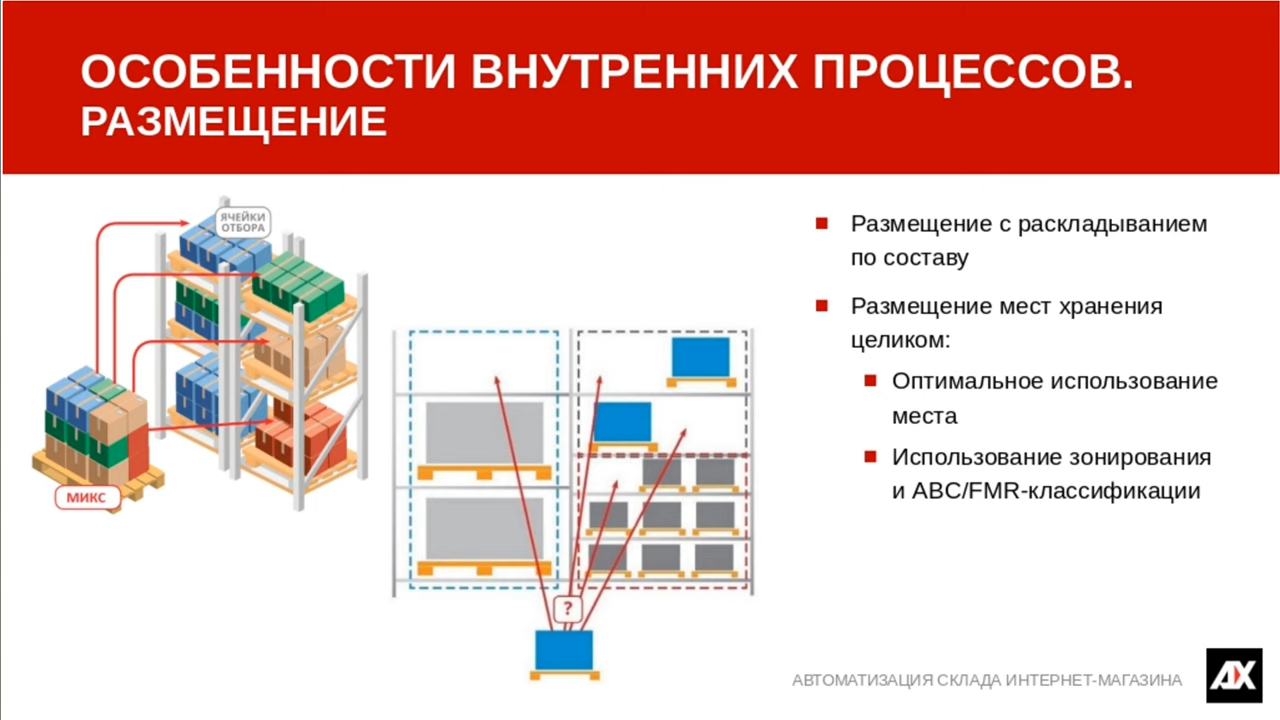 ОСОБЕННОСТИ ВНУТРЕННИХ ПРОЦЕССОВ.
РАЗМЕЩЕНИЕ
ЯЧЕЙКИ
ОТБОРА
МИКС
?
Размещение с раскладыванием
по составу
Размещение мест хранения
целиком:
Оптимальное использование
места
Использование зонирования
и ABC/FMR-классификации
АВТОМАТИЗАЦИЯ СКЛАДА ИНТЕРНЕТ-МАГАЗИНА
AX